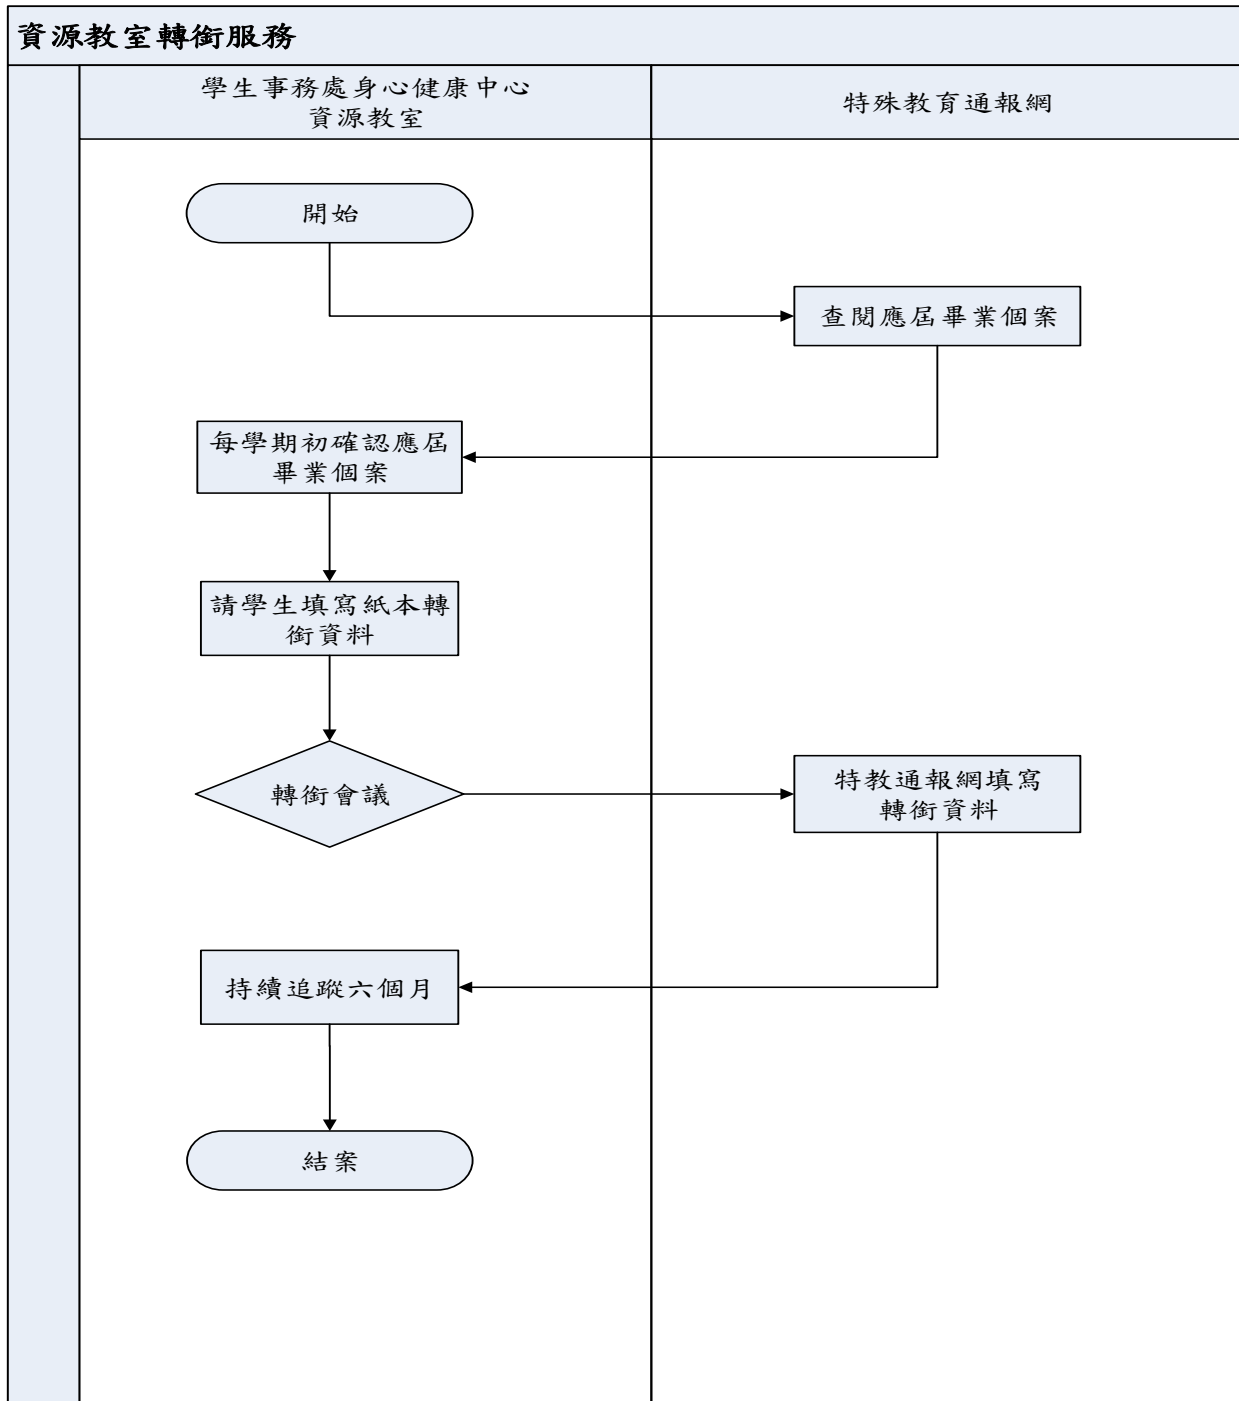 資源教室轉銜服務
學生事務處身心健康中心
資源教室
特殊教育通報網
開始
查閱應屆畢業個案
每學期初確認應屆
畢業個案
請學生填寫紙本轉
銜資料
轉銜會議
特教通報網填寫
轉銜資料
持續追蹤六個月
結案